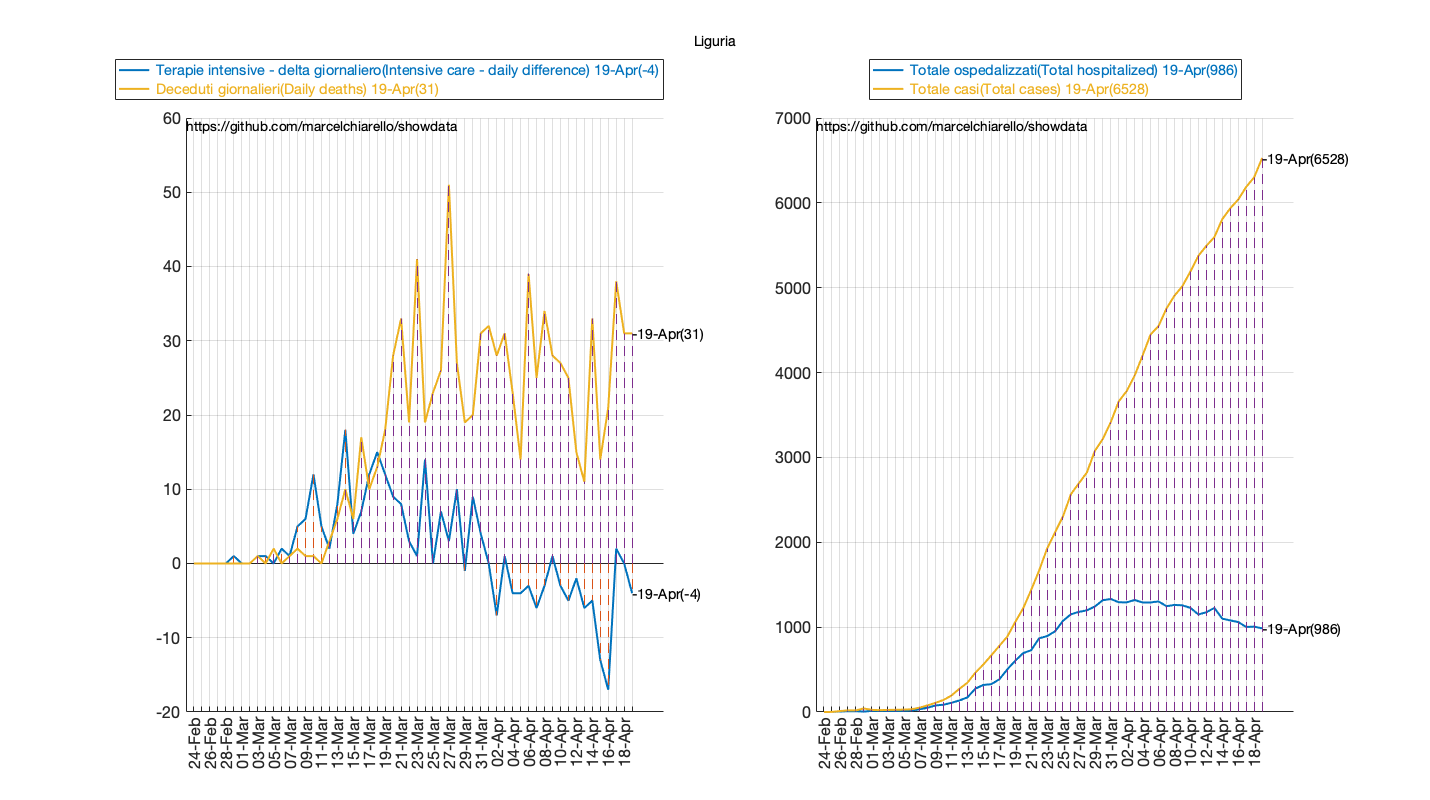 Liguria
Terapie intensive - delta giornaliero(Intensive care - daily difference) 19-Apr(-4)
Deceduti giornalieri(Daily deaths) 19-Apr(31)
https://github.com/marcelchiarello/showdata
60
50
40
30
20
10
0
-10
-20
19-Apr(31)
19-Apr(-4)
24-Feb
26-Feb
28-Feb
01-Mar
03-Mar
05-Mar
07-Mar
09-Mar
11-Mar
13-Mar
15-Mar
17-Mar
19-Mar
21-Mar
23-Mar
25-Mar
27-Mar
29-Mar
31-Mar
02-Apr
04-Apr
06-Apr
08-Apr
10-Apr
12-Apr
14-Apr
16-Apr
18-Apr
Totale ospedalizzati(Total hospitalized) 19-Apr(986)
Totale casi(Total cases) 19-Apr(6528)
https://github.com/marcelchiarello/showdata
7000
6000
5000
4000
3000
2000
1000
0
19-Apr(6528)
19-Apr(986)
24-Feb
26-Feb
28-Feb
01-Mar
03-Mar
05-Mar
07-Mar
09-Mar
11-Mar
13-Mar
15-Mar
17-Mar
19-Mar
21-Mar
23-Mar
25-Mar
27-Mar
29-Mar
31-Mar
02-Apr
04-Apr
06-Apr
08-Apr
10-Apr
12-Apr
14-Apr
16-Apr
18-Apr